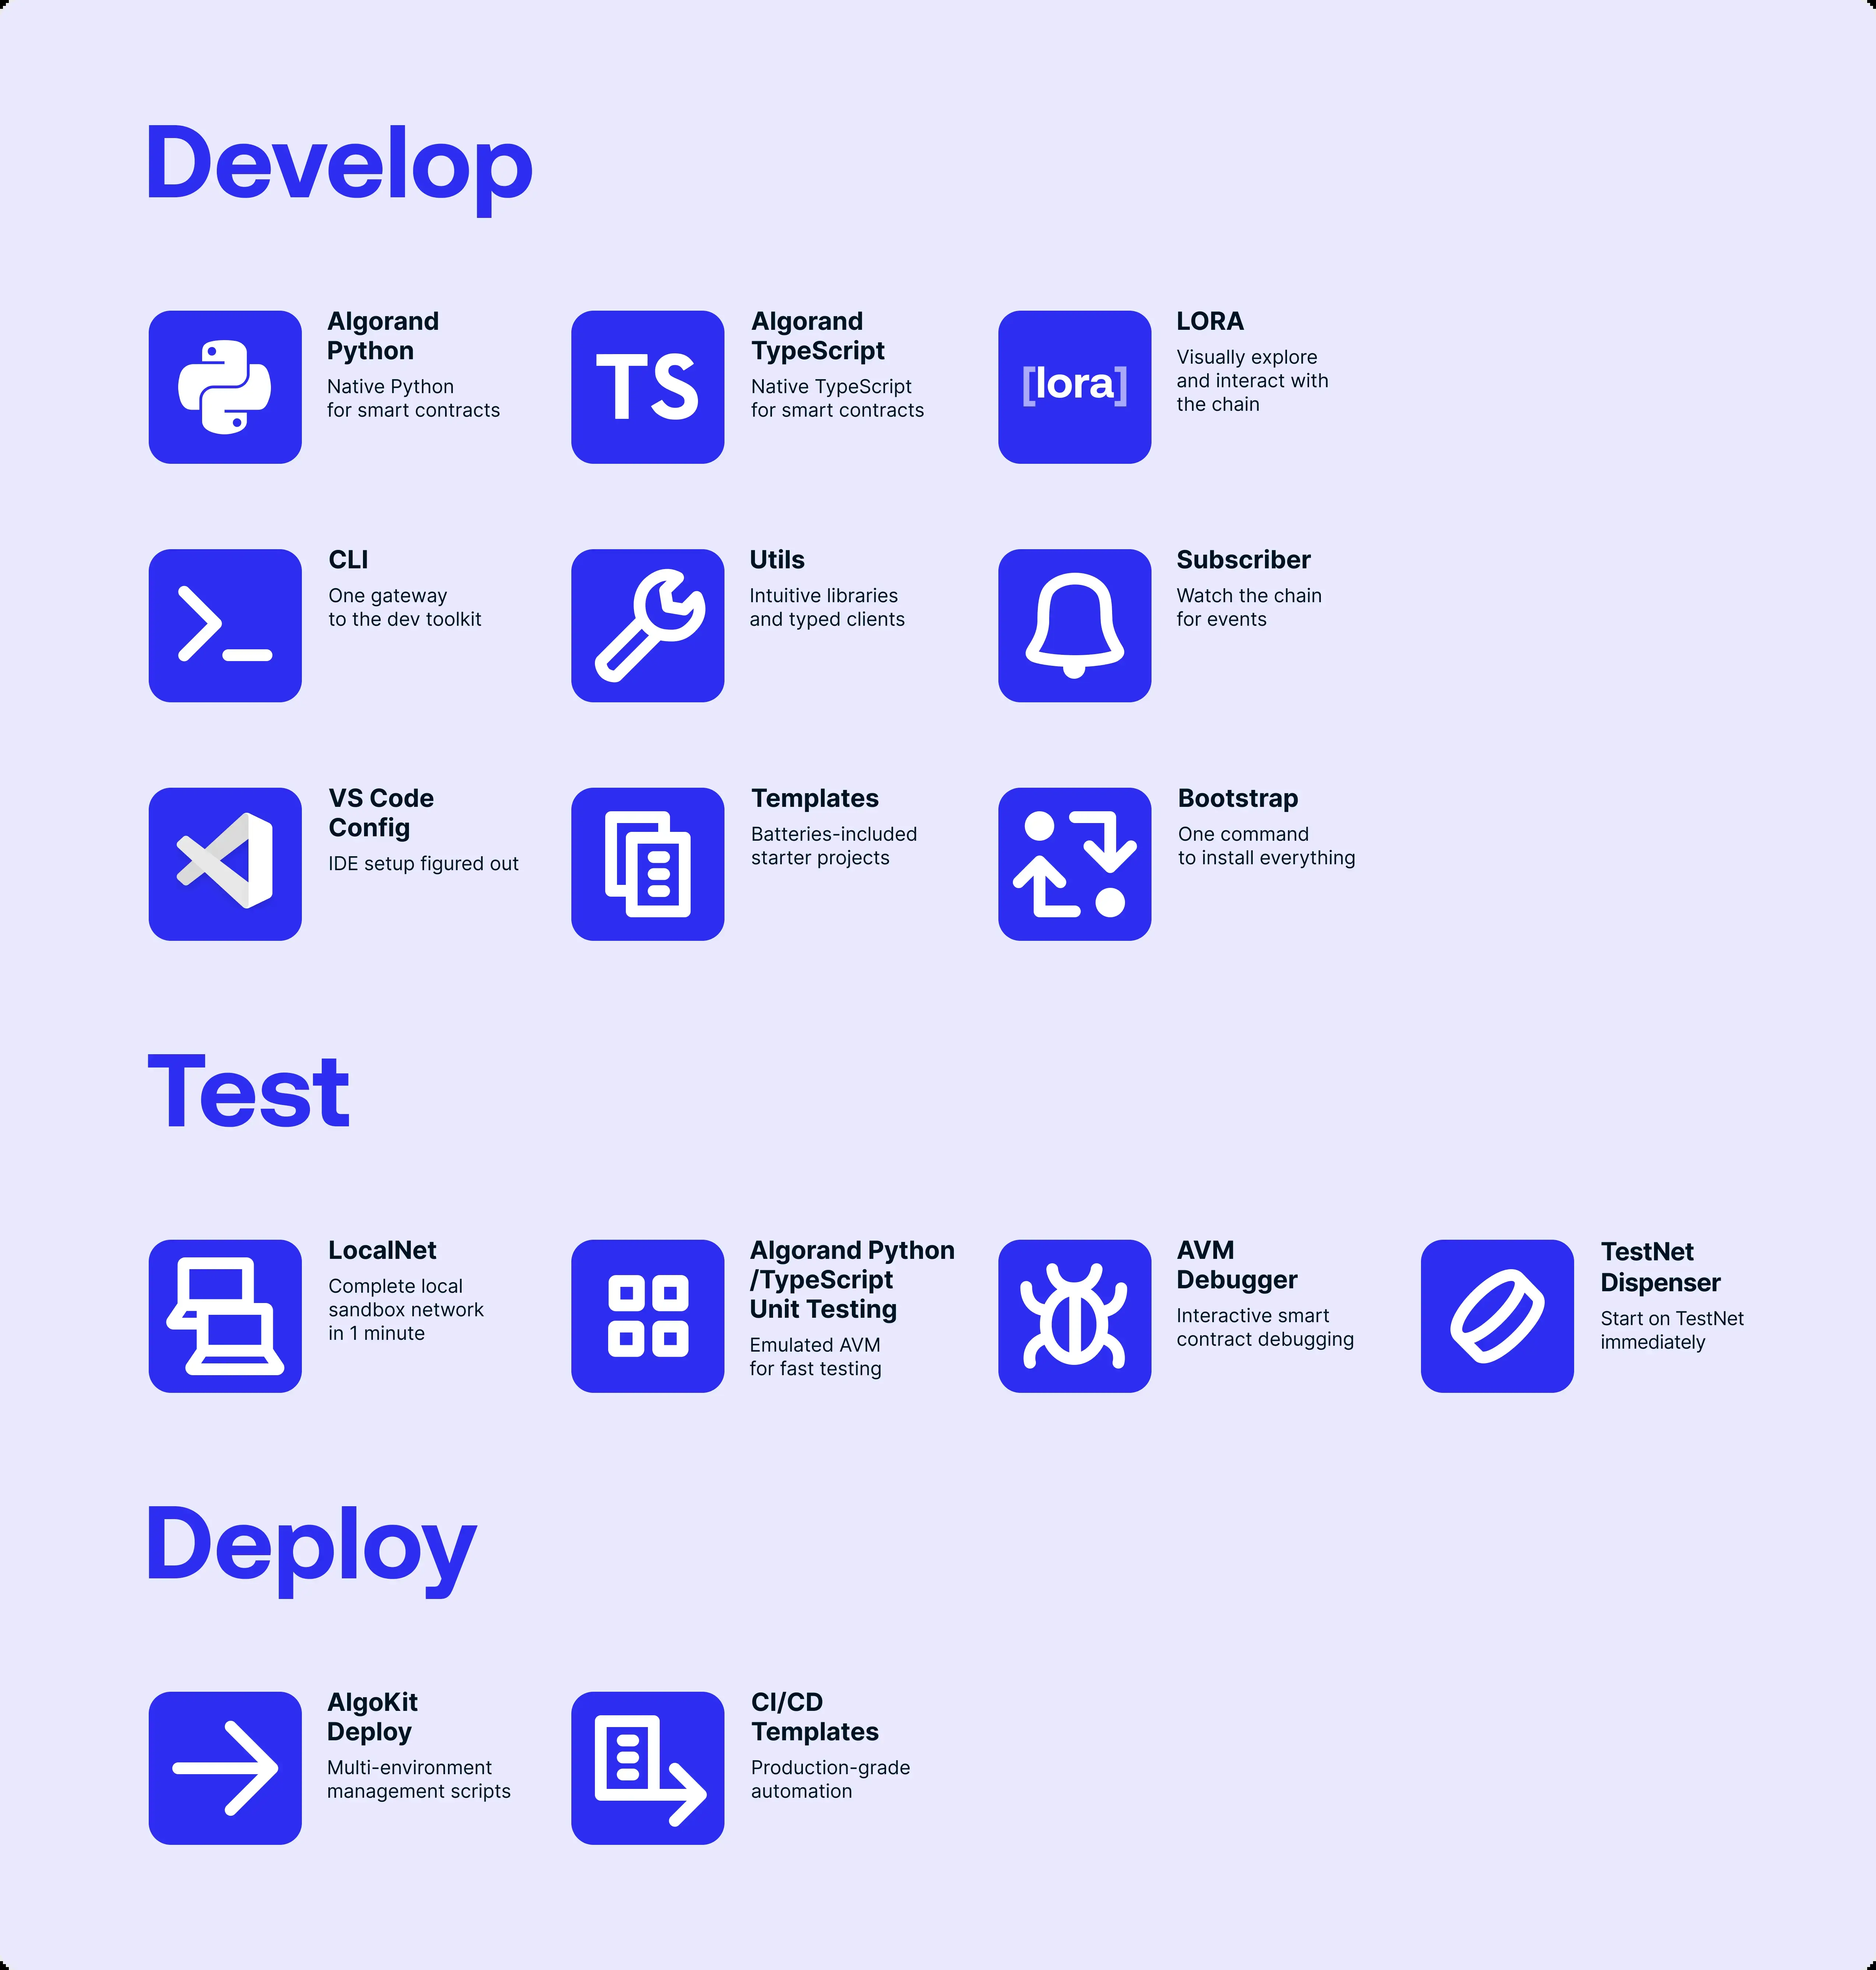 Develop
Algorand
Python
Native Python
for smart contracts
TS
Algorand
TypeScript
Native TypeScript
for smart contracts
[lora]
LORA
Visually explore
and interact with
the chain
CLI
One gateway
to the dev toolkit
Utils
Intuitive libraries
and typed clients
Subscriber
Watch the chain
for events
VS Code
Config
IDE setup figured out
Templates
Batteries-included
starter projects
Bootstrap
One command
to install everything
Test
LocalNet
Complete local
sandbox network
in 1 minute
Algorand Python
/TypeScript
Unit Testing
Emulated AVM
for fast testing
AVM
Debugger
Interactive smart
contract debugging
TestNet
Dispenser
Start on TestNet
immediately
Deploy
AlgoKit
Deploy
Multi-environment
management scripts
CI/CD
Templates
Production-grade
automation